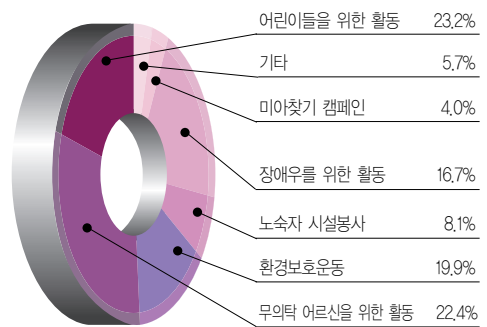 어린이들을 위한 활동 23.2%
기타 5.7%
미아찾기 캠페인 4.0%
장애우를 위한 활동 16.7%
노숙자 시설봉사 8.1%
환경보호운동 19.9%
무의탁 어르신을 위한 활동 22.4%